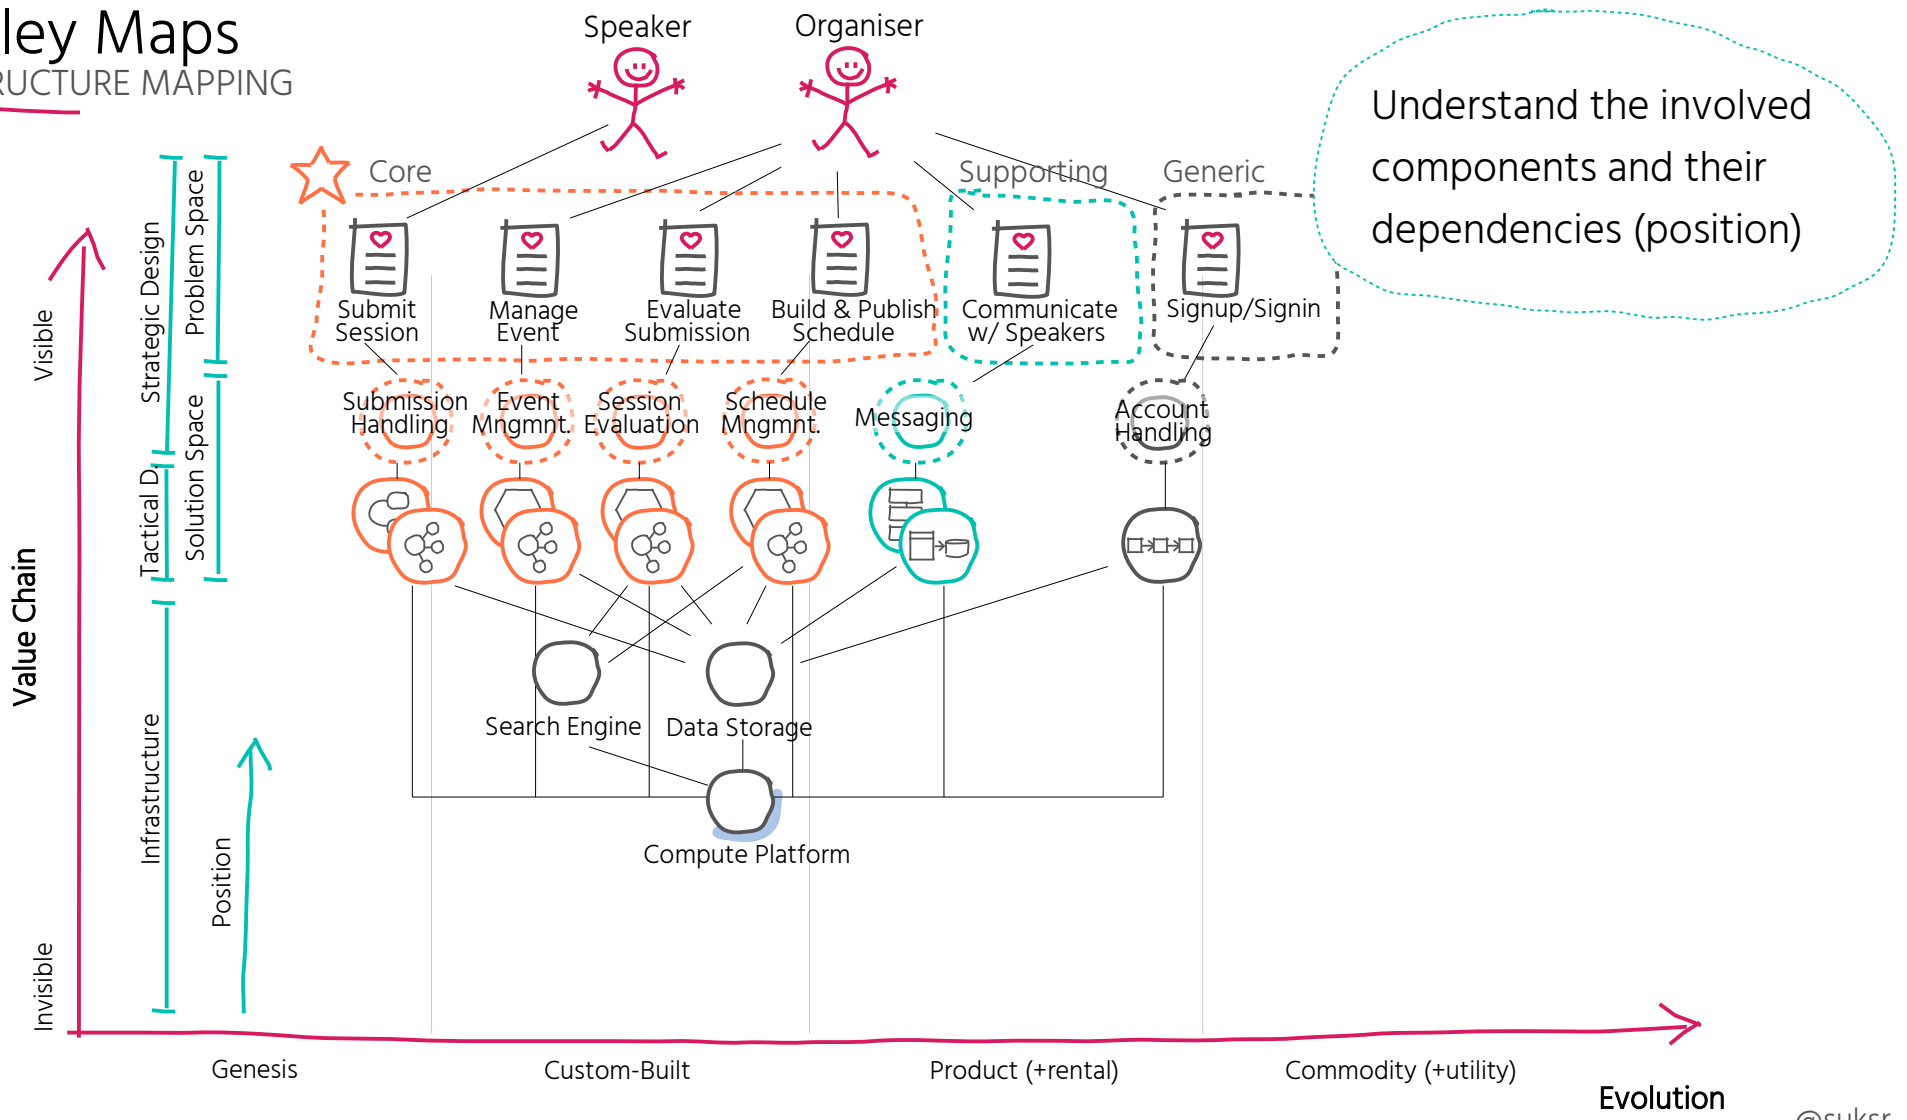 ley Maps
RUCTURE MAPPING
Speaker
Organiser
Understand the involved
components and their
dependencies (position)
Core
Supporting
Generic
Submit
Session
Manage
Event
Evaluate
Submission
Build & Publish
Schedule
Communicate
w/ Speakers
Signup/Signin
Submission
Handling
Event
Mngmnt.
Session
Evaluation
Schedule
Mngmnt.
Messaging
Account
Handling
Search Engine
Data Storage
Compute Platform
Value Chain
Visible
Invisible
Strategic Design
Problem Space
Tactical D.
Solution Space
Infrastructure
Position
Genesis
Custom-Built
Product (+rental)
Commodity (+utility)
Evolution
@suksr